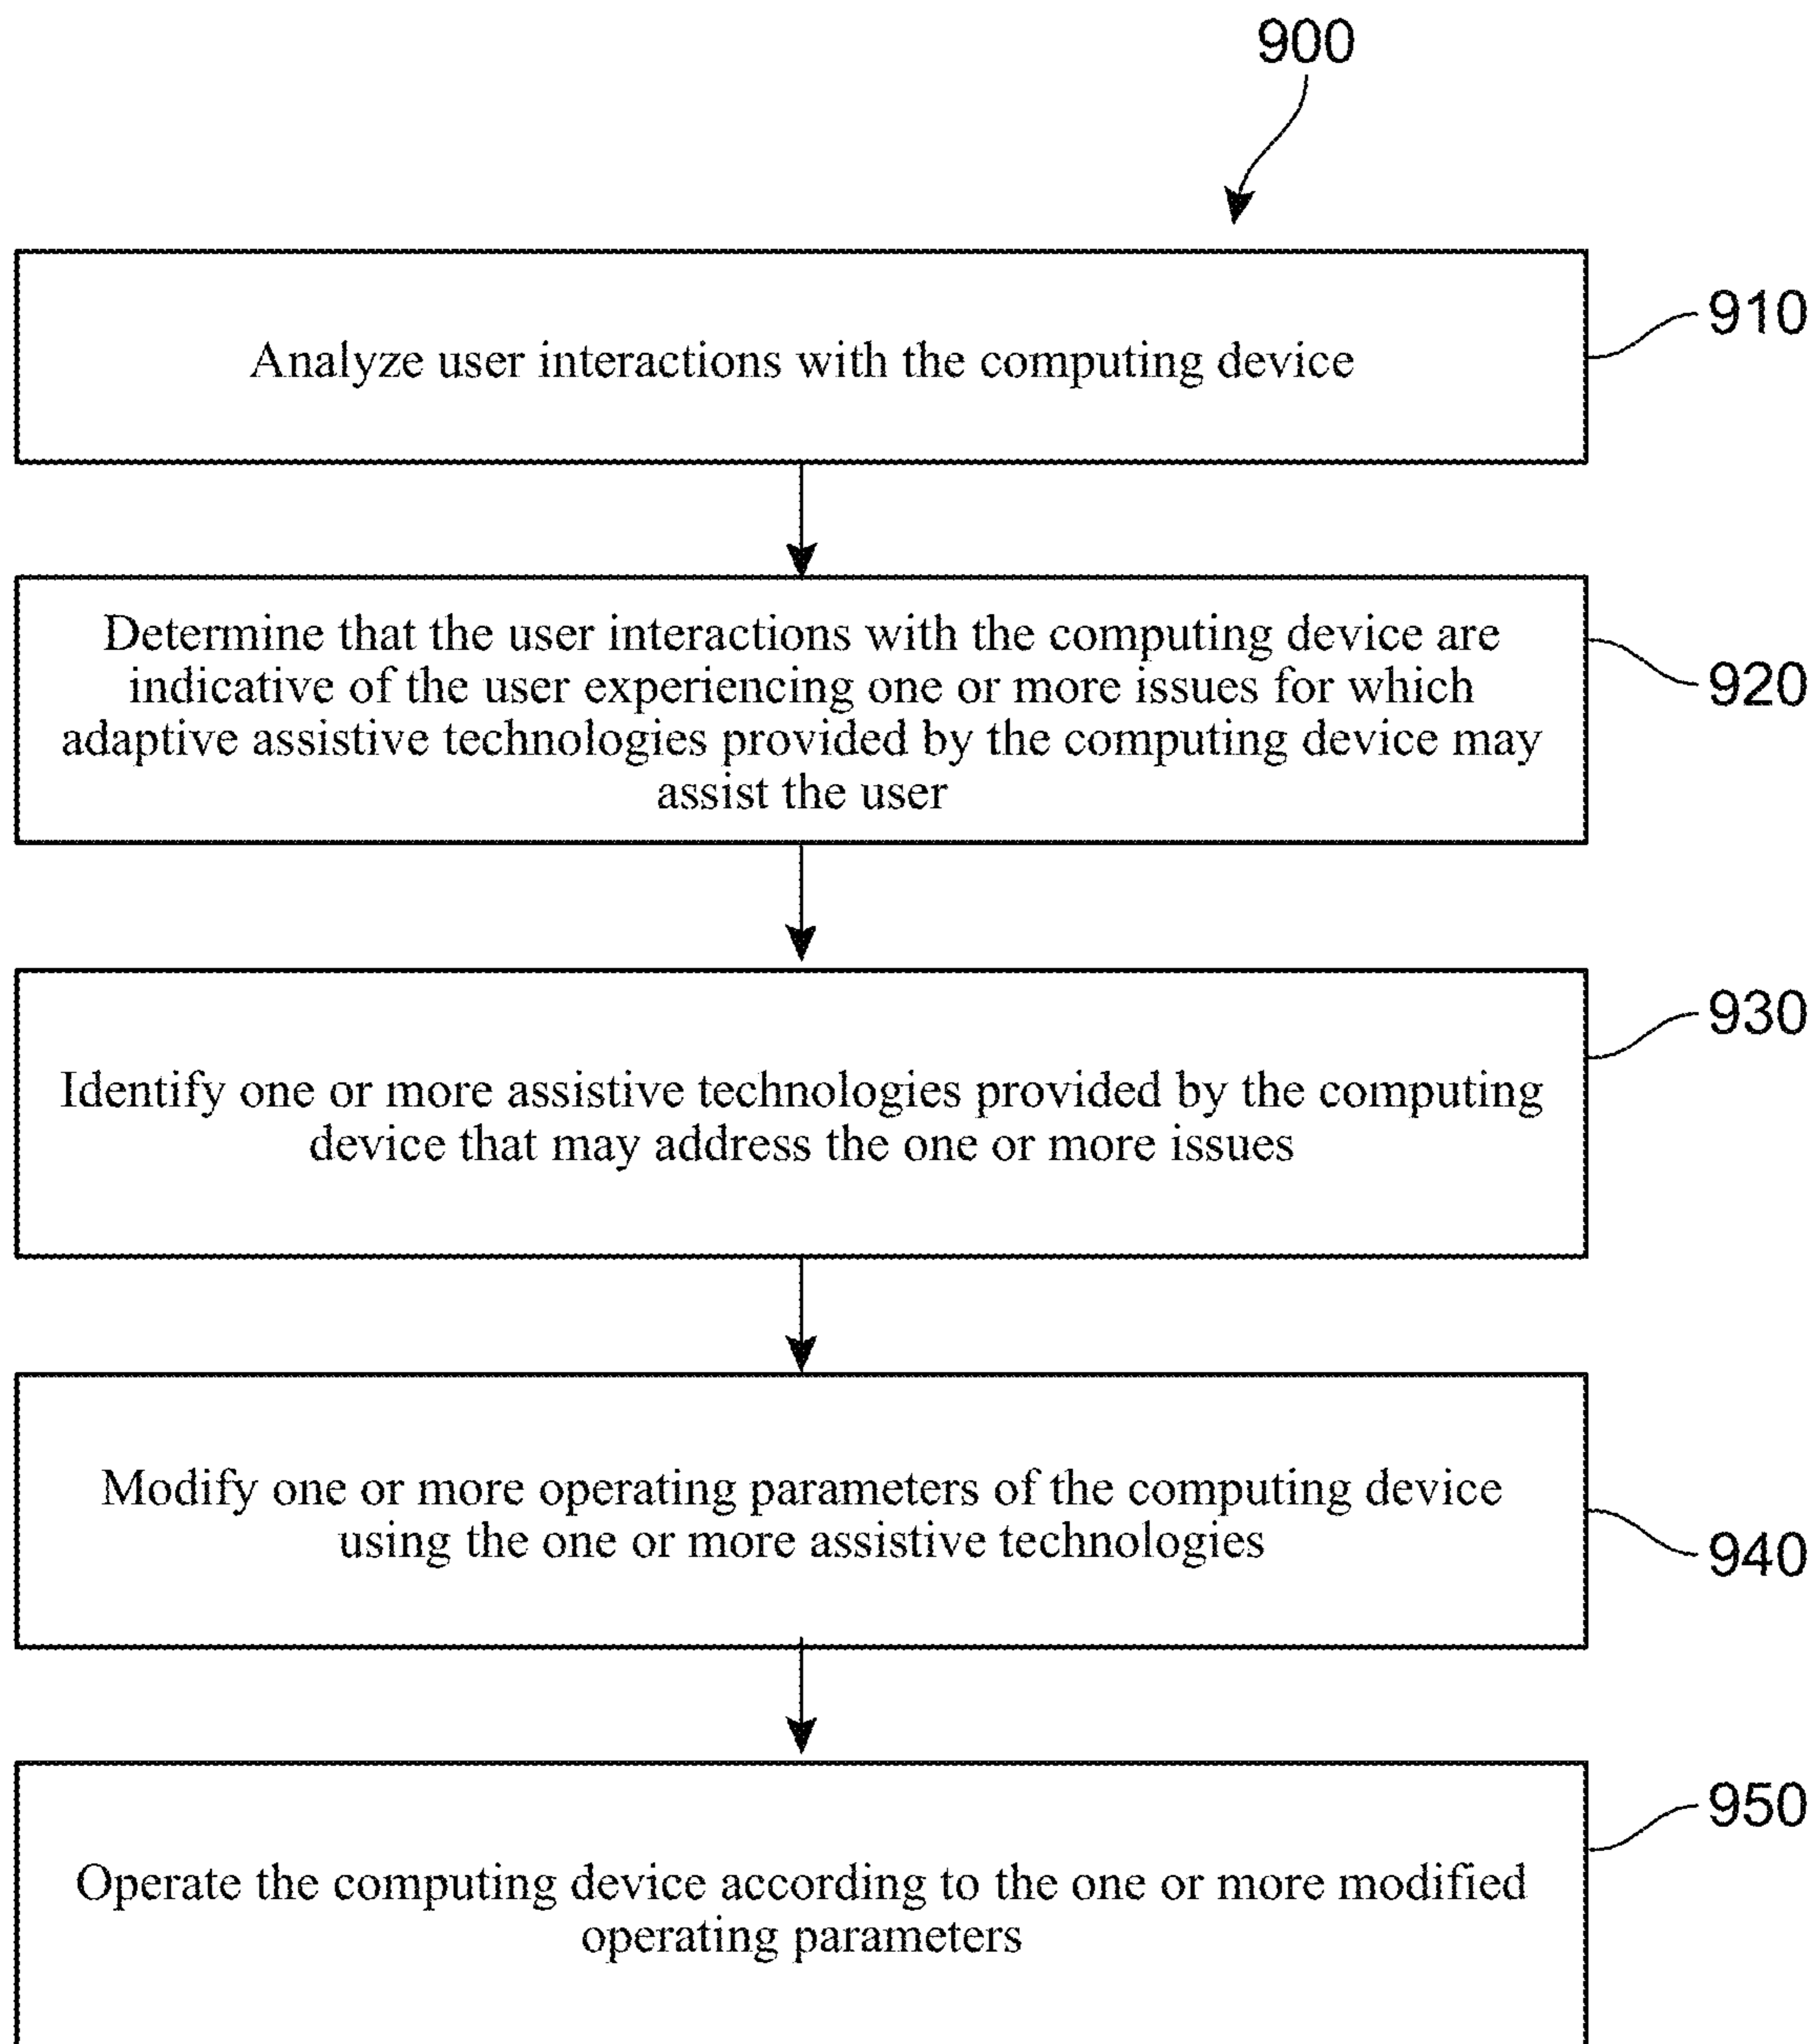 900
Analyze user interactions with the computing device
910
Determine that the user interactions with the computing device are
indicative of the user experiencing one or more issues for which
adaptive assistive technologies provided by the computing device may
assist the user
920
Identify one or more assistive technologies provided by the computing
device that may address the one or more issues
930
Modify one or more operating parameters of the computing device
using the one or more assistive technologies
940
Operate the computing device according to the one or more modified
operating parameters
950